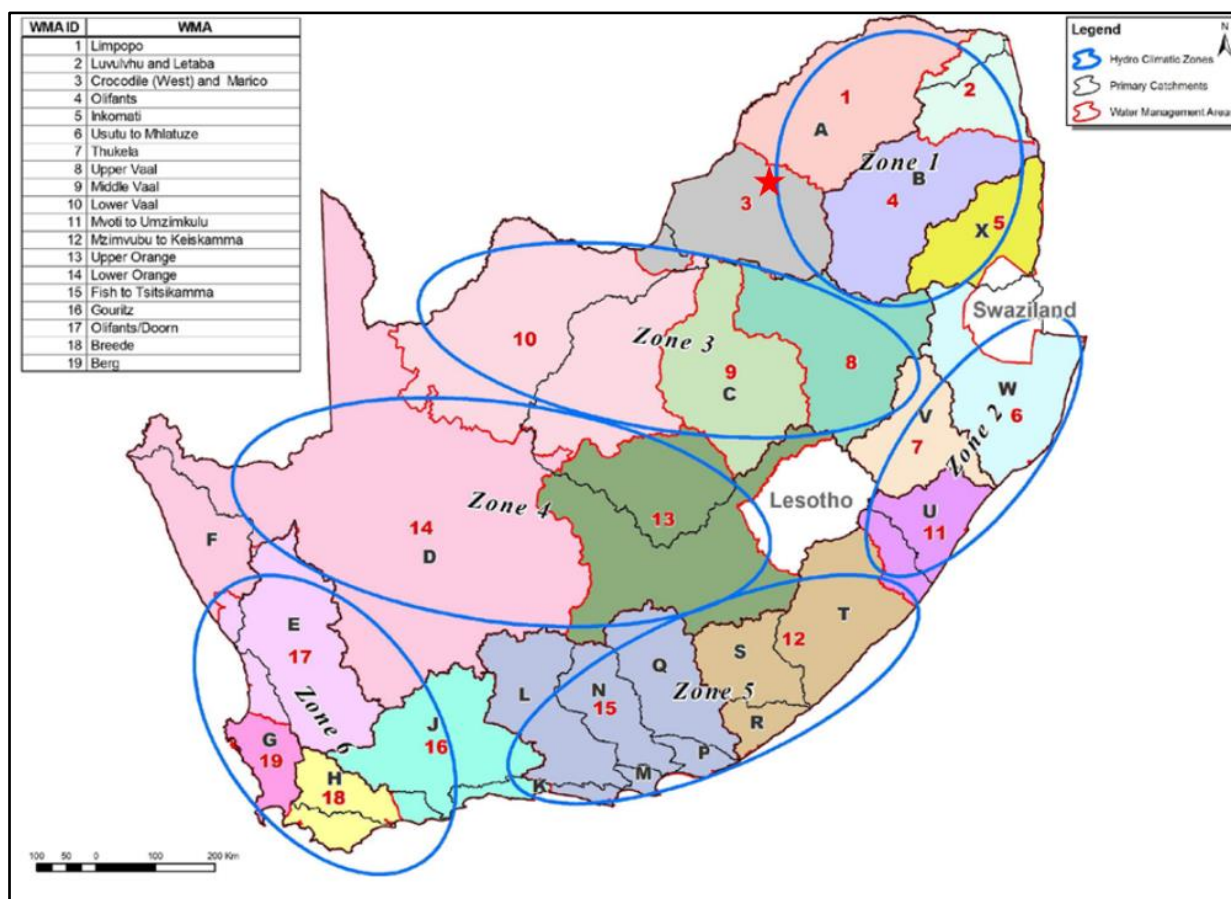 WMA ID WMA
1 Limpopo
2 Luvulvhu and Letaba
3 Crocodile (West) and Marico
4 Olifants
5 Inkomati
6 Usutu to Mhlatuze
7 Thukela
8 Upper Vaal
9 Middle Vaal
10 Lower Vaal
11 Mvoti to Umzimkulu
12 Mzimvubu to Keiskamma
13 Upper Orange
14 Lower Orange
15 Fish to Tsitsikamma
16 Gouritz
17 Olifants/Doorn
18 Breede
19 Berg
Legend
N
Hydro Climatic Zones
Primary Catchments
Water Management Area
1
2
A
Zone 1
B
3
4
X 5
Swaziland
10
Zone 3
9
C
8
W
6
V
7
Zone 2
Lesotho
U
11
Zone 4
14
D
13
F
E
17
T
12
S
Q
L
N
15
Zone 5
R
P
M
K
Zone 6
J
16
G
19
H
18
100 50 0 100 200 Km